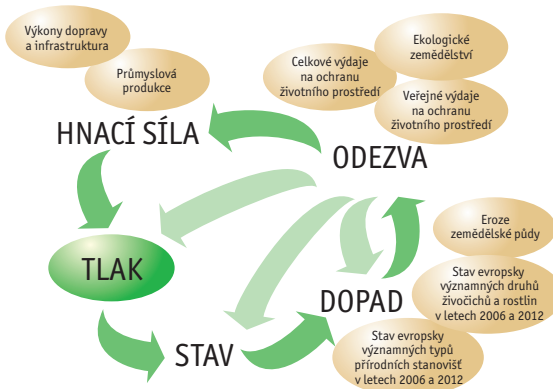 Výkony dopravy
a infrastruktura
Průmyslová
produkce
HNACÍ SÍLA
Celkové výdaje
na ochranu
životního prostředí
Ekologické
zemědělství
Veřejné výdaje
na ochranu
životního prostředí
ODEZVA
TLAK
STAV
DOPAD
Eroze
zemědělské půdy
Stav evropsky
významných druhů
živočichů a rostlin
v letech 2006 a 2012
Stav evropsky
významných typů
přírodních stanovišť
v letech 2006 a 2012